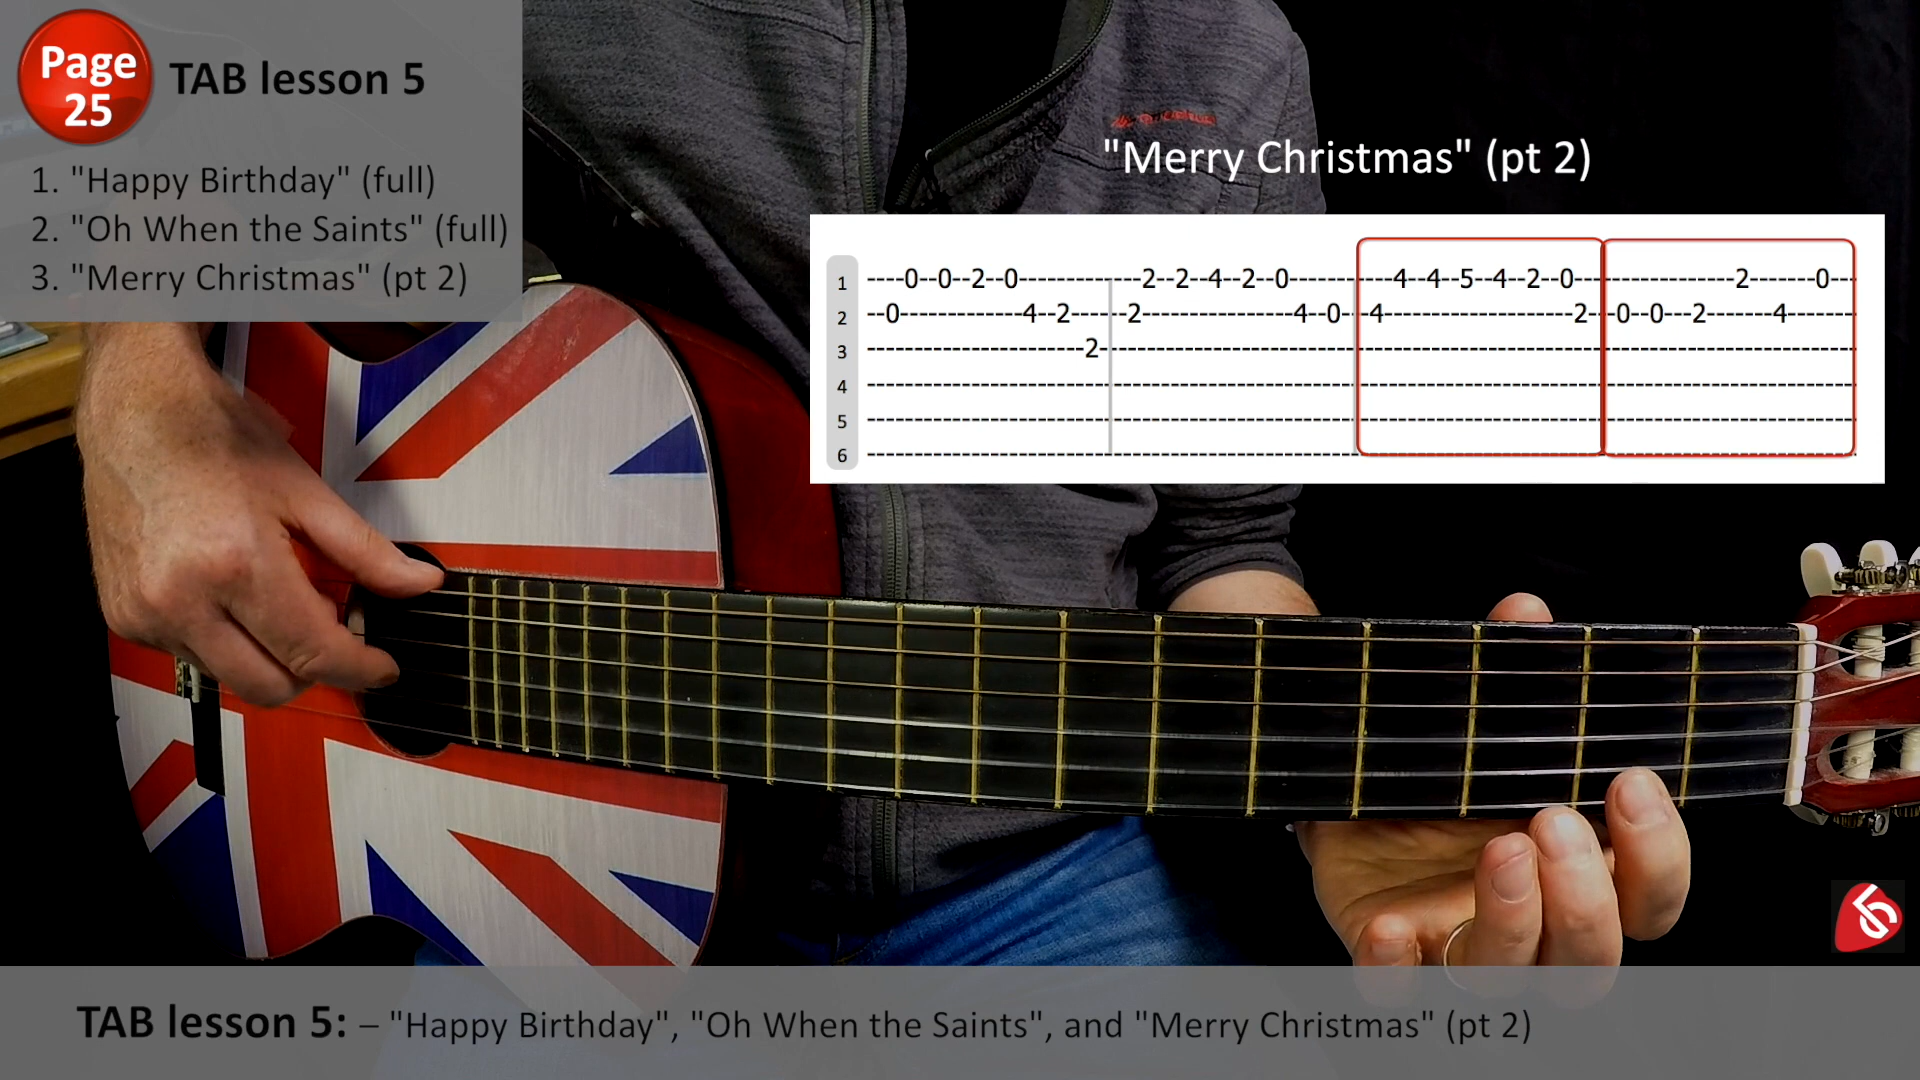 Page
25
TAB lesson 5
1. "Happy Birthday" (full)
2. "Oh When the Saints" (full)
3. "Merry Christmas" (pt 2)
"Merry Christmas" (pt 2)
1 ----0--0--2--0-----------2--2--4--2--0--------4--4--5--4--2--0---------------2-------0---
2 --0---------------4--2-----2---------------4--0---4-----------------2---0--0---2-------4-------
3 ----------------------2-----------------------------------------------------------
4 -----------------------------------------------------------------------------------
5 -----------------------------------------------------------------------------------
6 -----------------------------------------------------------------------------------
TAB lesson 5: – "Happy Birthday", "Oh When the Saints", and "Merry Christmas" (pt 2)